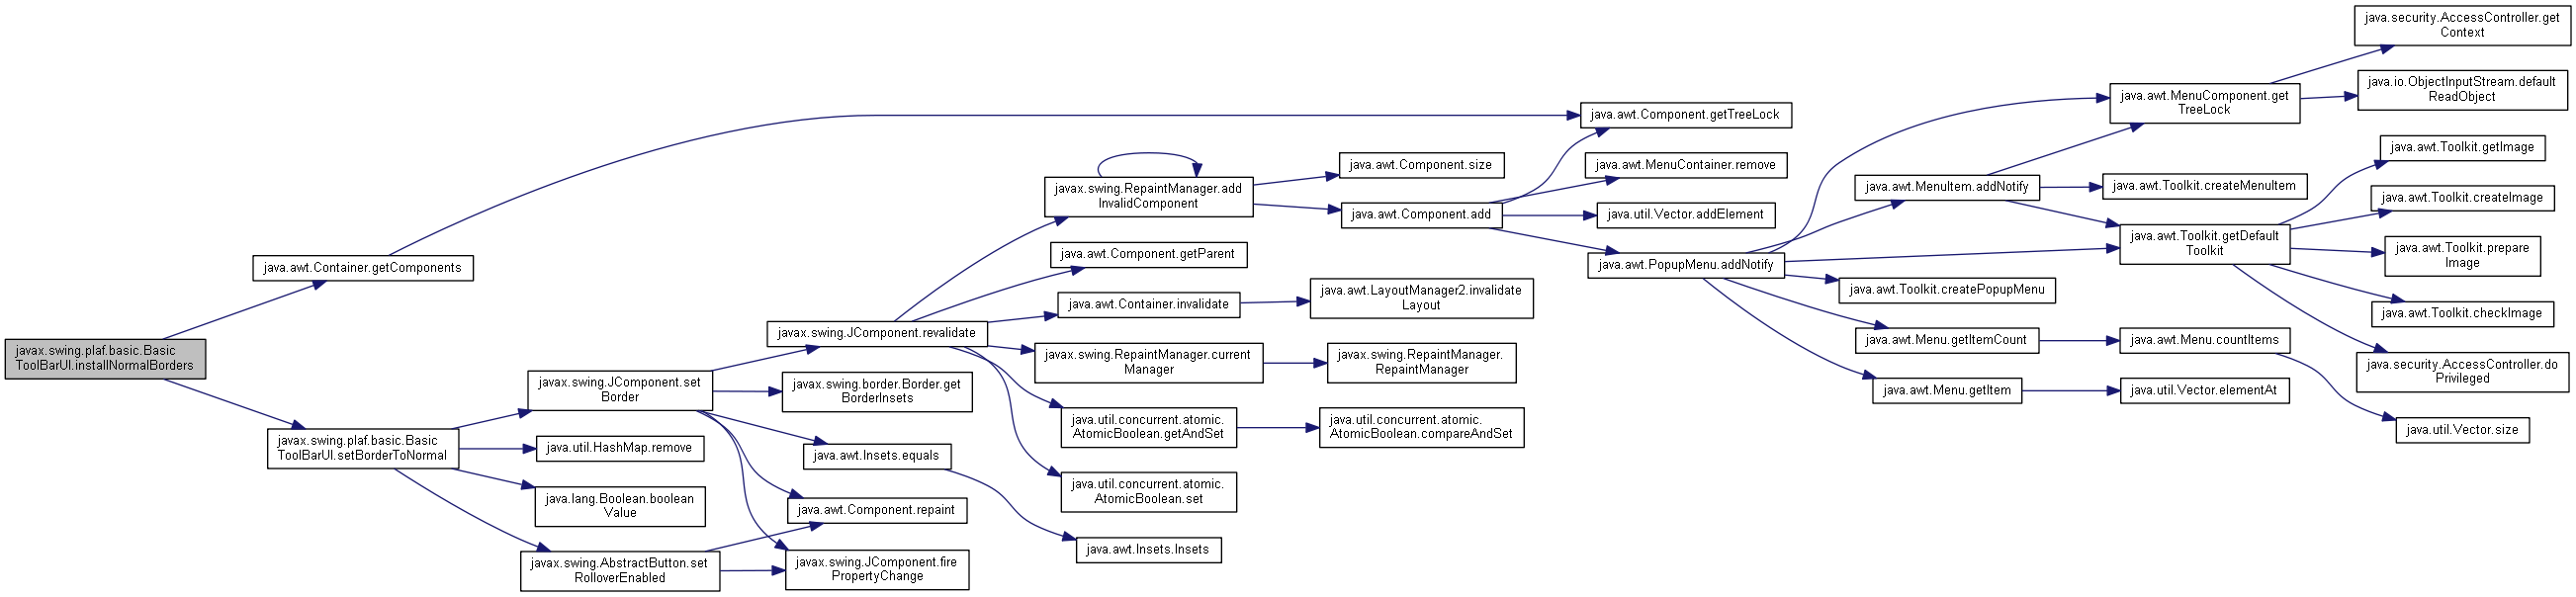 javax.swing.plaf.basic.Basic
ToolBarUI.installNormalBorders
java.awt.Container.getComponents
javax.swing.plaf.basic.Basic
ToolBarUI.setBorderToNormal
javax.swing.JComponent.set
Border
java.util.HashMap.remove
java.lang.Boolean.boolean
Value
javax.swing.AbstractButton.set
RolloverEnabled
javax.swing.JComponent.revalidate
javax.swing.border.Border.get
BorderInsets
java.awt.Insets.equals
java.awt.Component.repaint
javax.swing.JComponent.fire
PropertyChange
javax.swing.RepaintManager.add
InvalidComponent
java.awt.Component.getParent
java.awt.Container.invalidate
javax.swing.RepaintManager.current
Manager
java.util.concurrent.atomic.
AtomicBoolean.getAndSet
java.util.concurrent.atomic.
AtomicBoolean.set
java.awt.Insets.Insets
java.awt.Component.size
java.awt.Component.add
java.awt.LayoutManager2.invalidate
Layout
javax.swing.RepaintManager.
RepaintManager
java.util.concurrent.atomic.
AtomicBoolean.compareAndSet
java.awt.Component.getTreeLock
java.awt.MenuContainer.remove
java.util.Vector.addElement
java.awt.PopupMenu.addNotify
java.awt.MenuItem.addNotify
java.awt.Toolkit.createPopupMenu
java.awt.Menu.getItemCount
java.awt.Menu.getItem
java.awt.MenuComponent.get
TreeLock
java.awt.Toolkit.createMenuItem
java.awt.Toolkit.getDefault
Toolkit
java.awt.Menu.countItems
java.util.Vector.elementAt
java.security.AccessController.get
Context
java.io.ObjectInputStream.default
ReadObject
java.awt.Toolkit.getImage
java.awt.Toolkit.createImage
java.awt.Toolkit.prepare
Image
java.awt.Toolkit.checkImage
java.security.AccessController.do
Privileged
java.util.Vector.size